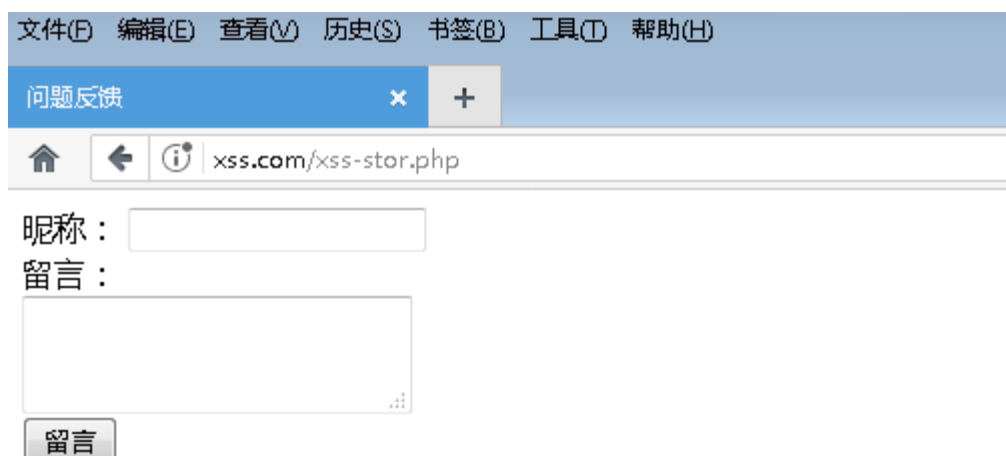 文件(F) 编辑(E) 查看(V) 历史(S) 书签(B) 工具(T) 帮助(H)
问题反馈 × +
xss.com/xss-stor.php
昵称：
留言：
留言